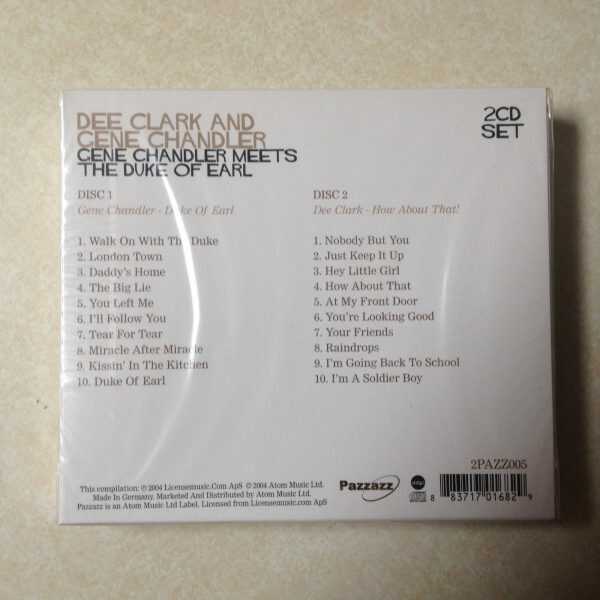 DEE CLARK AND
GENE CHANDLER
GENE CHANDLER MEETS
THE DUKE OF EARL
2CD
SET
DISC 1
Gene Chandler - Duke Of Earl
1. Walk On With The Duke
2. London Town
3. Daddy's Home
4. The Big Lie
5. You Left Me
6. I'll Follow You
7. Tear For Tear
8. Miracle After Miracle
9. Kissin' In The Kitchen
10. Duke Of Earl
DISC 2
Dee Clark - How About That!
1. Nobody But You
2. Just Keep It Up
3. Hey Little Girl
4. How About That
5. At My Front Door
6. You're Looking Good
7. Your Friends
8. Raindrops
9. I'm Going Back To School
10. I'm A Soldier Boy
This compilation: ℗ 2004 Licensemusic.Com ApS © 2004 Atom Music Ltd.
Made In Germany. Marketed And Distributed by Atom Music Ltd.
Pazzazz is an Atom Music Ltd Label. Licensed from Licensemusic.com ApS
Pazzazz
2PAZZ005
8 83717 01682 9